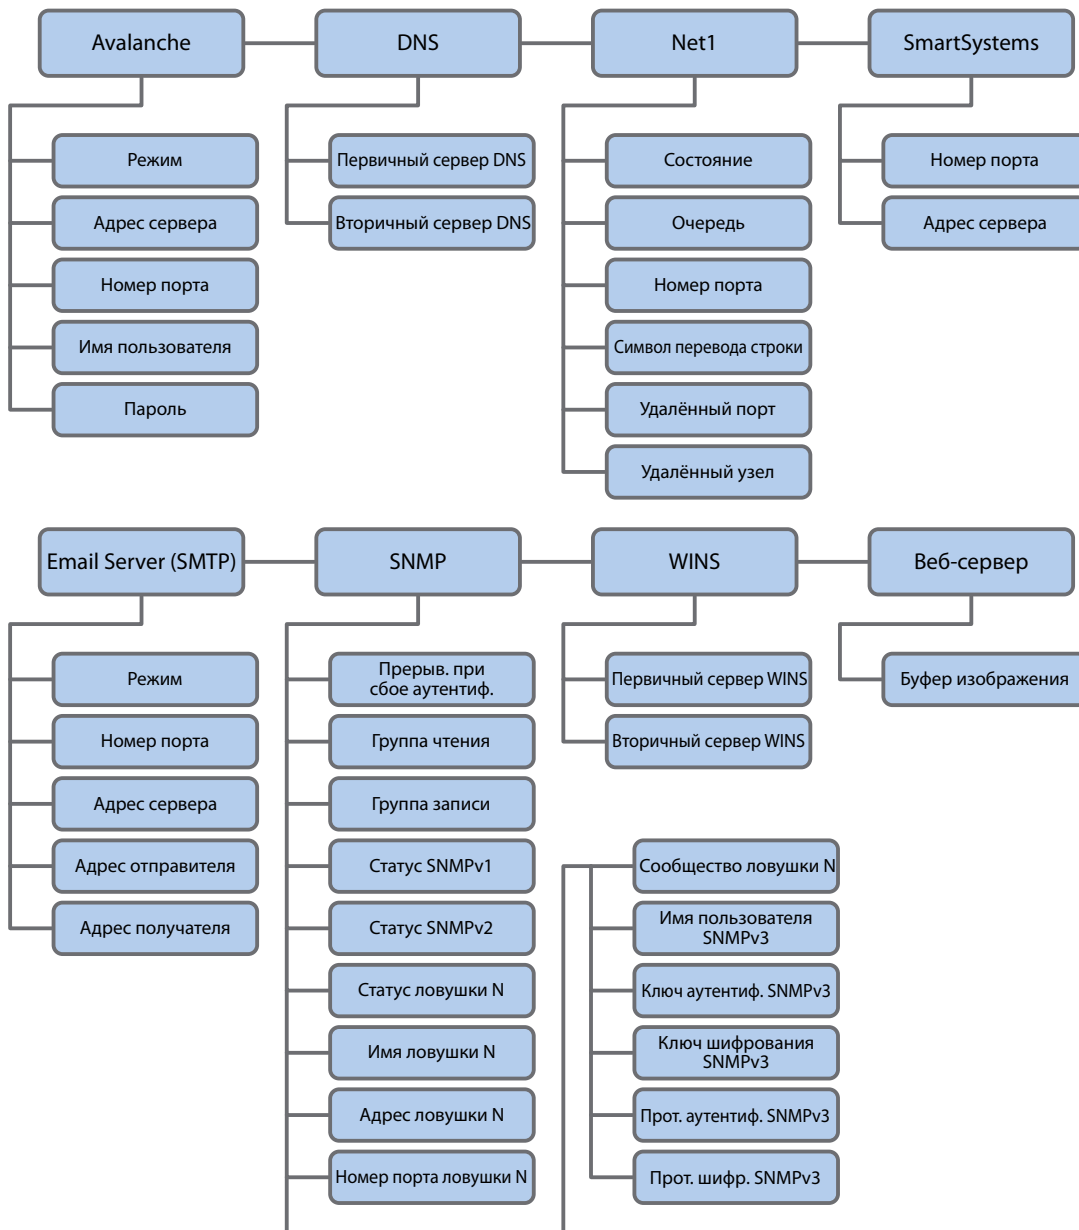 Avalanche
DNS
Net1
SmartSystems
Режим
Адрес сервера
Номер порта
Имя пользователя
Пароль
Первичный сервер DNS
Вторичный сервер DNS
Состояние
Очередь
Номер порта
Символ перевода строки
Удалённый порт
Удалённый узел
Номер порта
Адрес сервера
Email Server (SMTP)
SNMP
WINS
Веб-сервер
Режим
Номер порта
Адрес сервера
Адрес отправителя
Адрес получателя
Прерыв. при
сбое аутентиф.
Группа чтения
Группа записи
Статус SNMPv1
Статус SNMPv2
Статус ловушки N
Имя ловушки N
Адрес ловушки N
Номер порта ловушки N
Первичный сервер WINS
Вторичный сервер WINS
Сообщество ловушки N
Имя пользователя
SNMPv3
Ключ аутентиф. SNMPv3
Ключ шифрования
SNMPv3
Прот. аутентиф. SNMPv3
Прот. шифр. SNMPv3
Буфер изображения